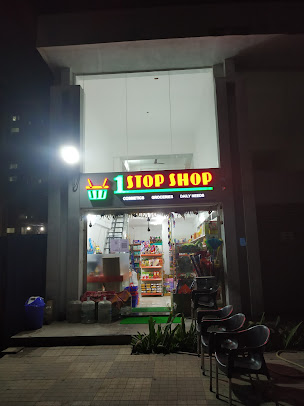 1 STOP SHOP
COSMETICS GROCERIES DAILY NEEDS